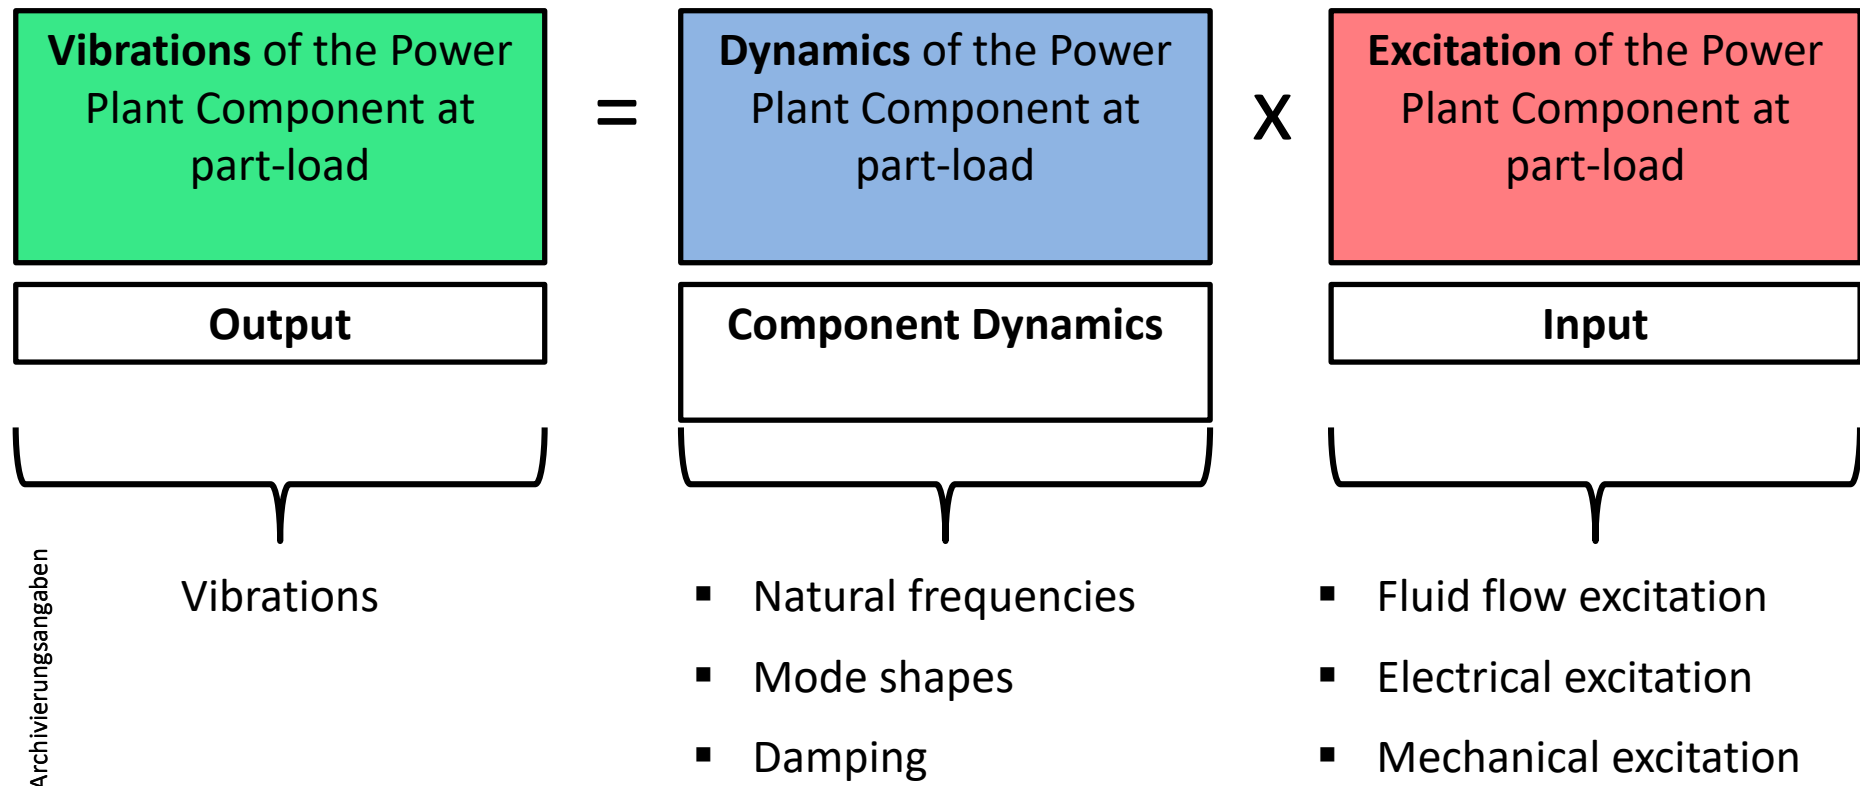 Vibrations of the Power
Plant Component at
part-load
=
Dynamics of the Power
Plant Component at
part-load
x
Excitation of the Power
Plant Component at
part-load
Output
Component Dynamics
Input
Vibrations
▪ Natural frequencies
▪ Mode shapes
▪ Damping
▪ Fluid flow excitation
▪ Electrical excitation
▪ Mechanical excitation
Archivierungsangaben